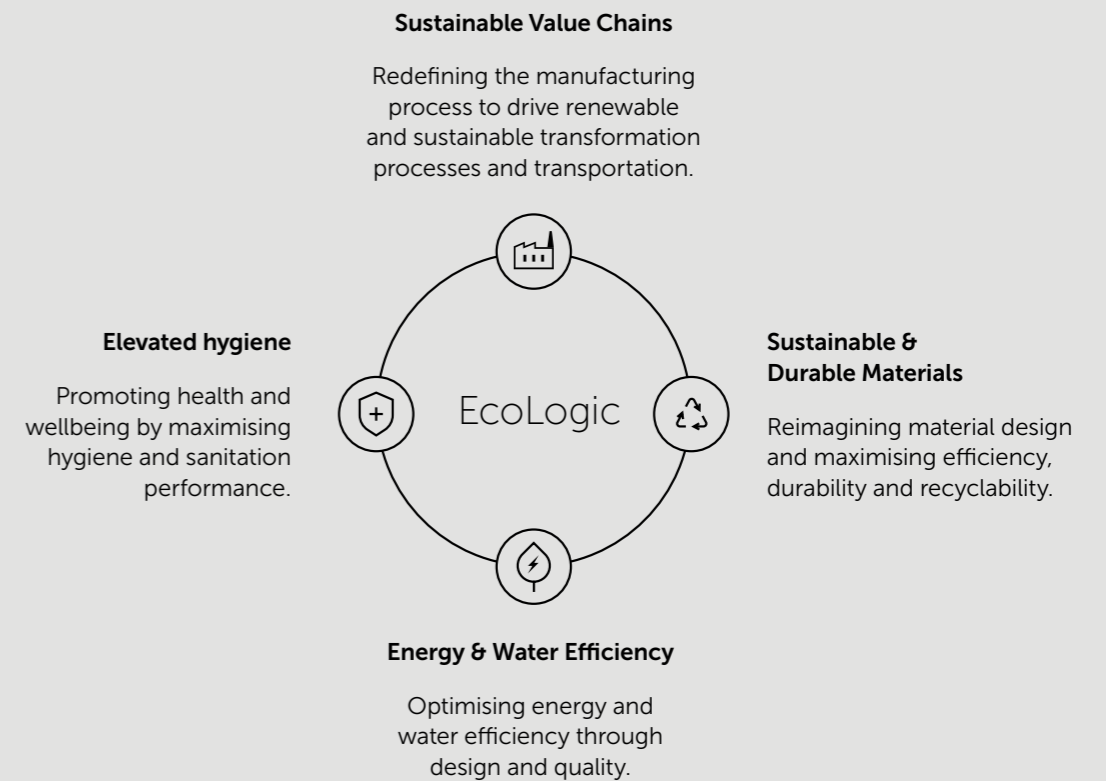 Sustainable Value Chains
Redefining the manufacturing
process to drive renewable
and sustainable transformation
processes and transportation.
Elevated hygiene
Promoting health and
wellbeing by maximising
hygiene and sanitation
performance.
EcoLogic
Sustainable &
Durable Materials
Reimagining material design
and maximising efficiency,
durability and recyclability.
Energy & Water Efficiency
Optimising energy and
water efficiency through
design and quality.